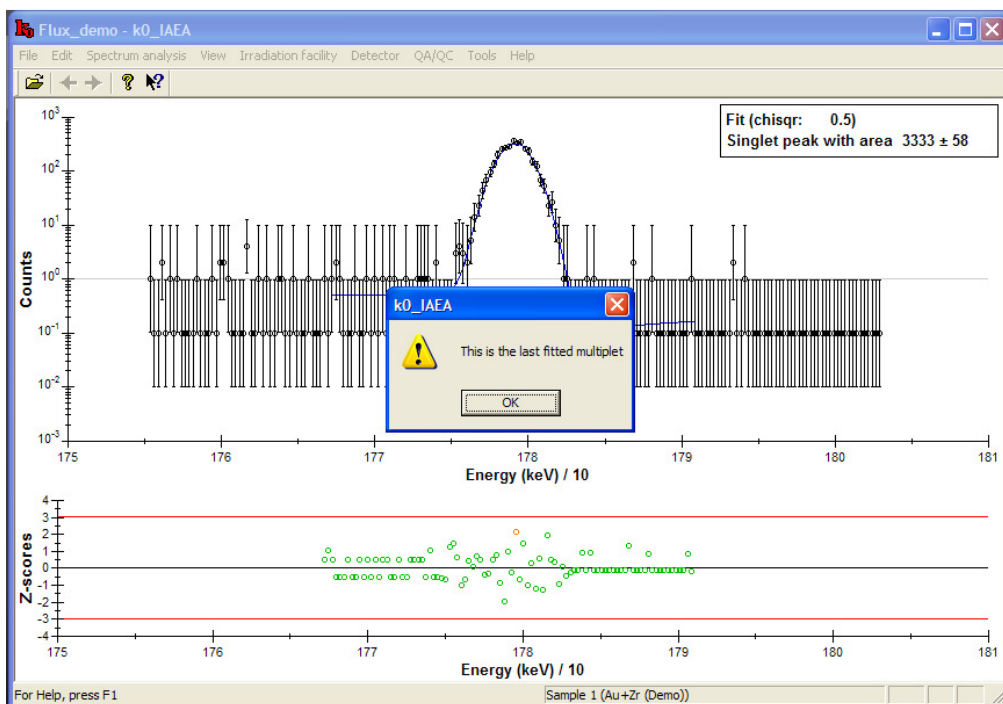 Flux_demo - k0_IAEA
File Edit Spectrum analysis View Irradiation facility Detector QA/QC Tools Help
Fit (chisqr: 0.5)
Singlet peak with area 3333 ± 58
10³
10²
10¹
10⁰
10⁻¹
10⁻²
10⁻³
Counts
k0_IAEA
This is the last fitted multiplet
OK
175 176 177 178 179 180 181
Energy (keV) / 10
4
3
2
1
0
-1
-2
-3
-4
Z-scores
175 176 177 178 179 180 181
Energy (keV) / 10
For Help, press F1 Sample 1 (Au+Zr (Demo))